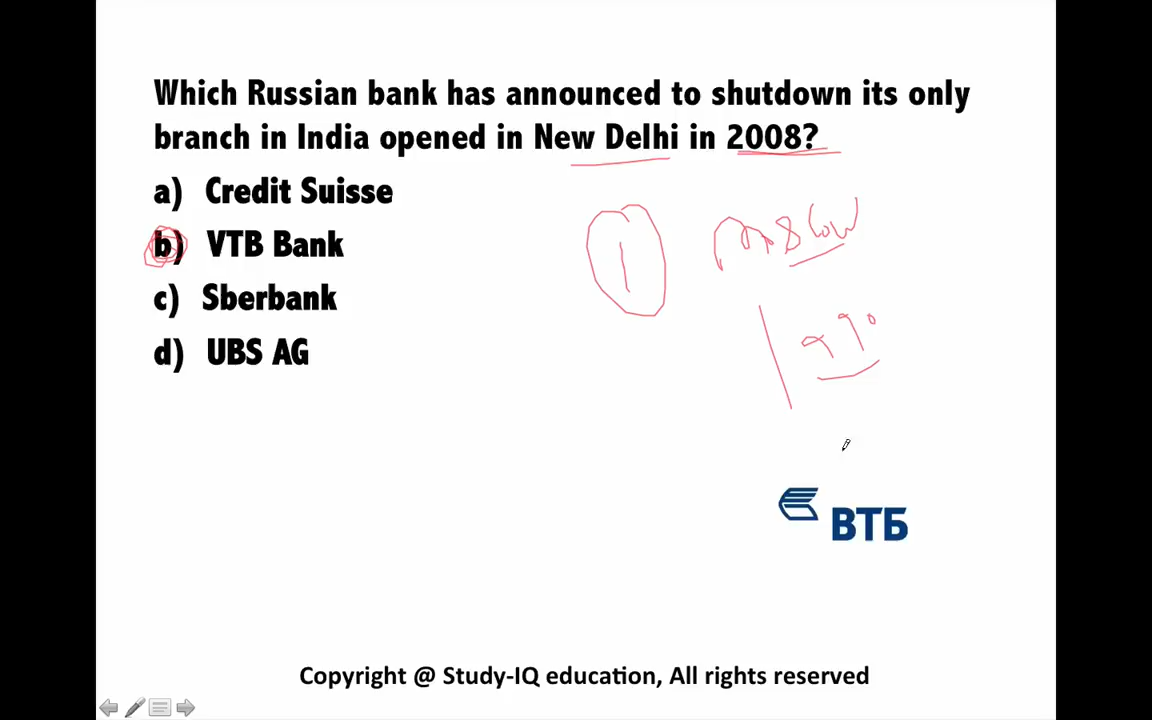 Which Russian bank has announced to shutdown its only
branch in India opened in New Delhi in 2008?
a) Credit Suisse
b) VTB Bank
c) Sberbank
d) UBS AG
1
Moscow
ВТБ
Copyright @ Study-IQ education, All rights reserved